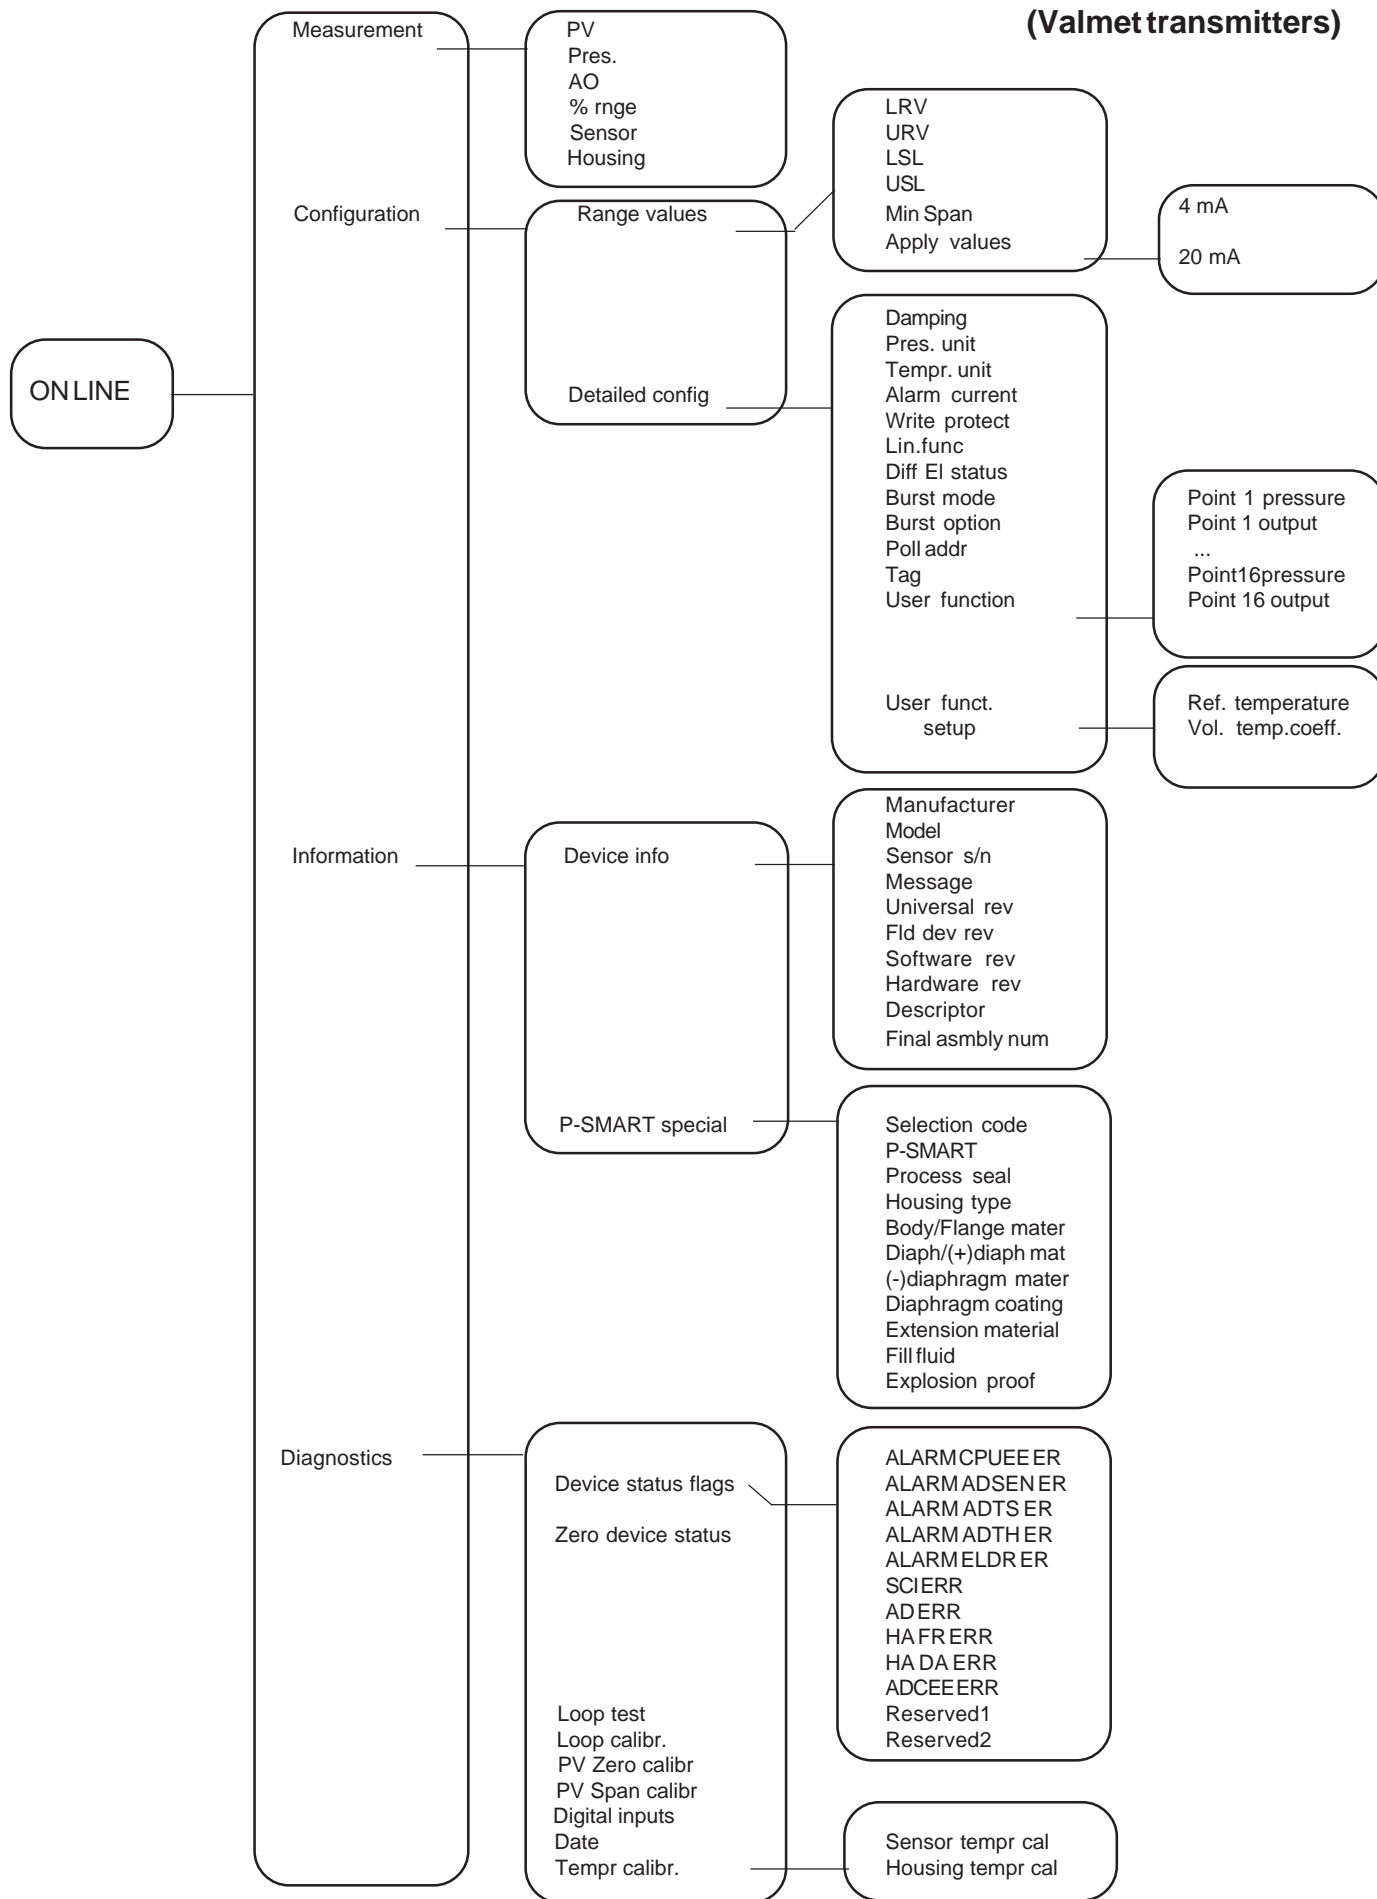 (Valmet transmitters)
ON LINE
Measurement
PV
Pres.
AO
% rnge
Sensor
Housing
Configuration
Range values
LRV
URV
LSL
USL
Min Span
Apply values
4 mA
20 mA
Detailed config
Damping
Pres. unit
Tempr. unit
Alarm current
Write protect
Lin.func
Diff El status
Burst mode
Burst option
Poll addr
Tag
User function
Point 1 pressure
Point 1 output
...
Point16pressure
Point 16 output
User funct.
setup
Ref. temperature
Vol. temp.coeff.
Information
Device info
Manufacturer
Model
Sensor s/n
Message
Universal rev
Fld dev rev
Software rev
Hardware rev
Descriptor
Final asmbly num
P-SMART special
Selection code
P-SMART
Process seal
Housing type
Body/Flange mater
Diaph/(+)diaph mat
(-)diaphragm mater
Diaphragm coating
Extension material
Fill fluid
Explosion proof
Diagnostics
Device status flags
ALARM CPUEE ER
ALARM ADSEN ER
ALARM ADTS ER
ALARM ADTH ER
ALARM ELDR ER
SCI ERR
AD ERR
HA FR ERR
HA DA ERR
ADCEE ERR
Reserved1
Reserved2
Zero device status
Loop test
Loop calibr.
PV Zero calibr
PV Span calibr
Digital inputs
Date
Tempr calibr.
Sensor tempr cal
Housing tempr cal